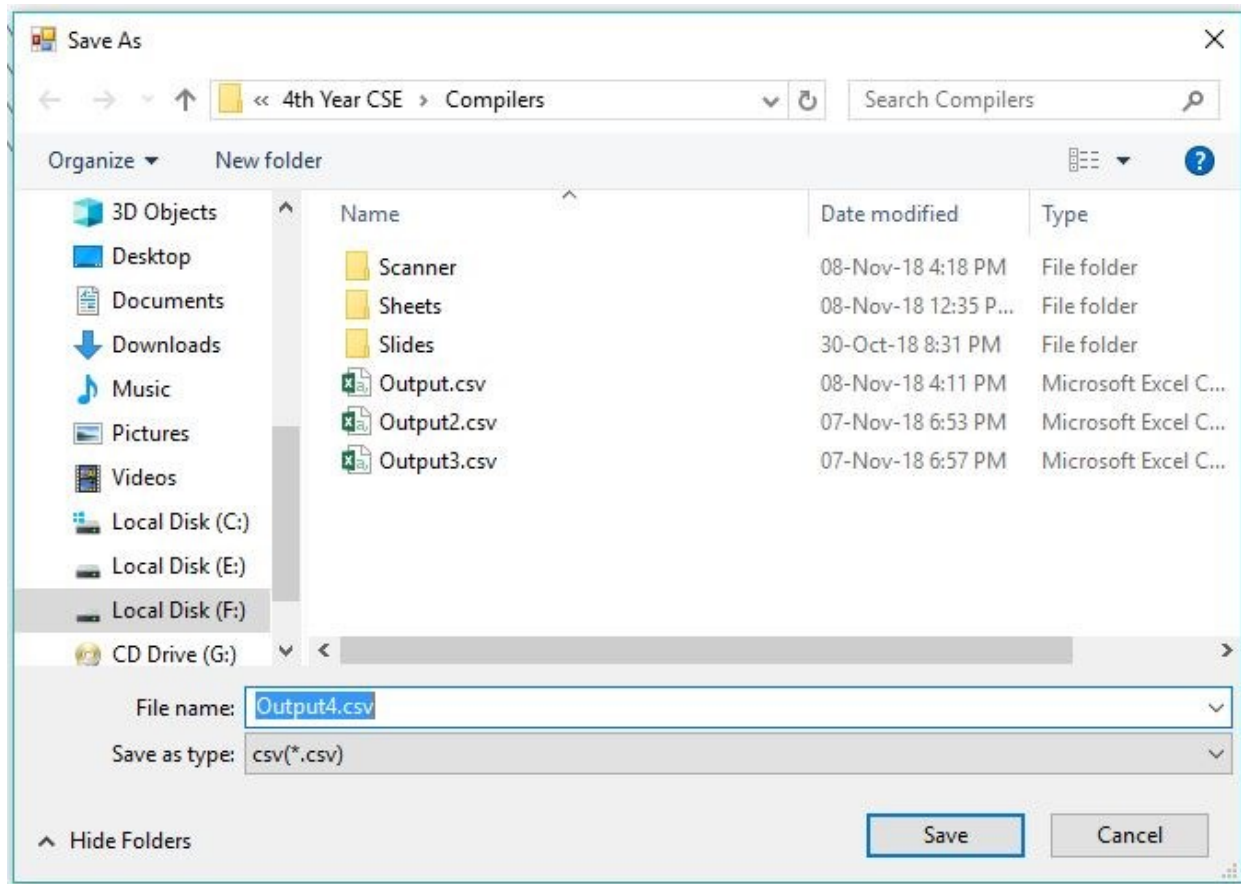 Save As
« 4th Year CSE › Compilers
Search Compilers
Organize
New folder
3D Objects
Desktop
Documents
Downloads
Music
Pictures
Videos
Local Disk (C:)
Local Disk (E:)
Local Disk (F:)
CD Drive (G:)
Name Date modified Type
Scanner 08-Nov-18 4:18 PM File folder
Sheets 08-Nov-18 12:35 P... File folder
Slides 30-Oct-18 8:31 PM File folder
Output.csv 08-Nov-18 4:11 PM Microsoft Excel C...
Output2.csv 07-Nov-18 6:53 PM Microsoft Excel C...
Output3.csv 07-Nov-18 6:57 PM Microsoft Excel C...
File name: Output4.csv
Save as type: csv(*.csv)
Hide Folders
Save
Cancel